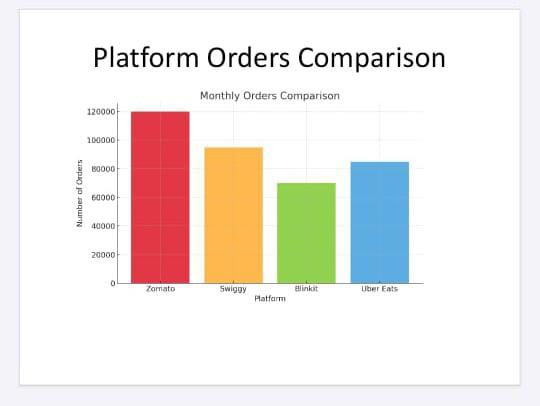 Platform Orders Comparison
Monthly Orders Comparison
120000
100000
80000
60000
40000
20000
0
Number of Orders
Zomato Swiggy Blinkit Uber Eats
Platform